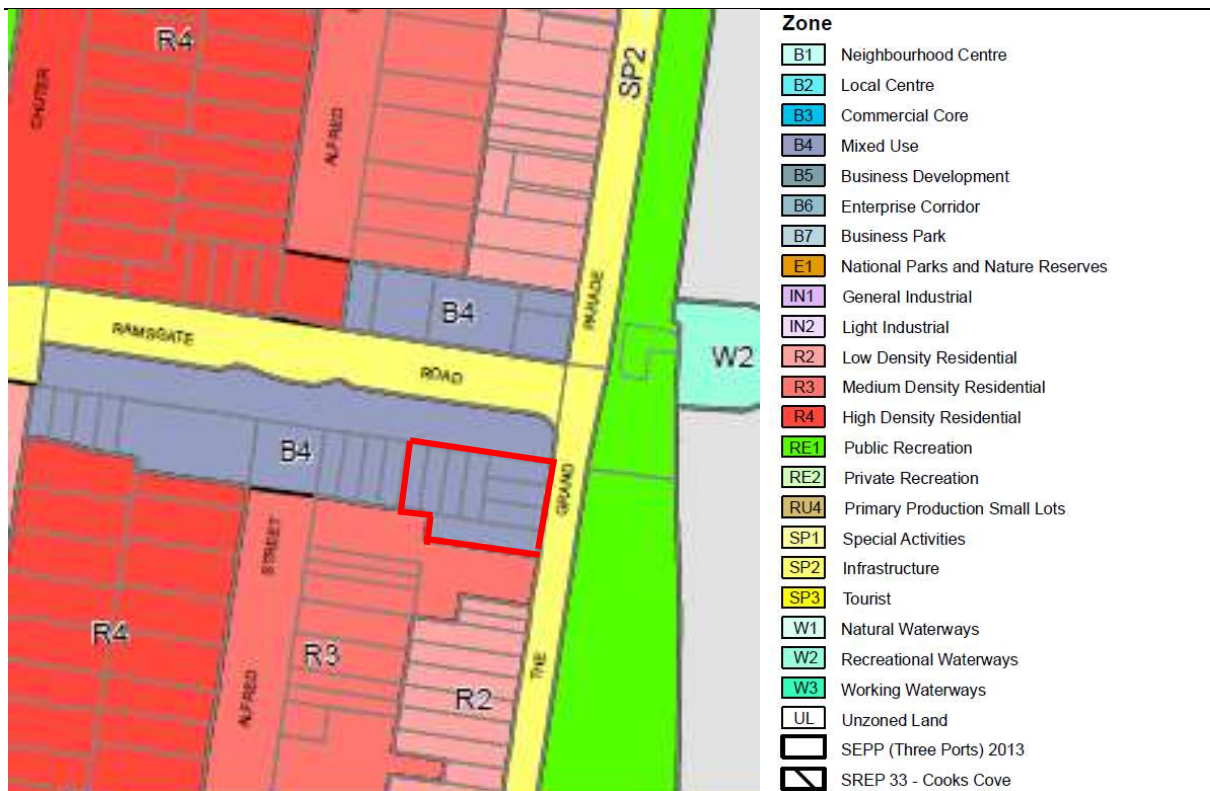 R4
SP2
CHUTER
ALFRED
PARADE
B4
RAMSGATE
ROAD
W2
B4
GRAND
STREET
R4
R3
THE
R2
ALFRED
Zone
B1 Neighbourhood Centre
B2 Local Centre
B3 Commercial Core
B4 Mixed Use
B5 Business Development
B6 Enterprise Corridor
B7 Business Park
E1 National Parks and Nature Reserves
IN1 General Industrial
IN2 Light Industrial
R2 Low Density Residential
R3 Medium Density Residential
R4 High Density Residential
RE1 Public Recreation
RE2 Private Recreation
RU4 Primary Production Small Lots
SP1 Special Activities
SP2 Infrastructure
SP3 Tourist
W1 Natural Waterways
W2 Recreational Waterways
W3 Working Waterways
UL Unzoned Land
SEPP (Three Ports) 2013
SREP 33 - Cooks Cove